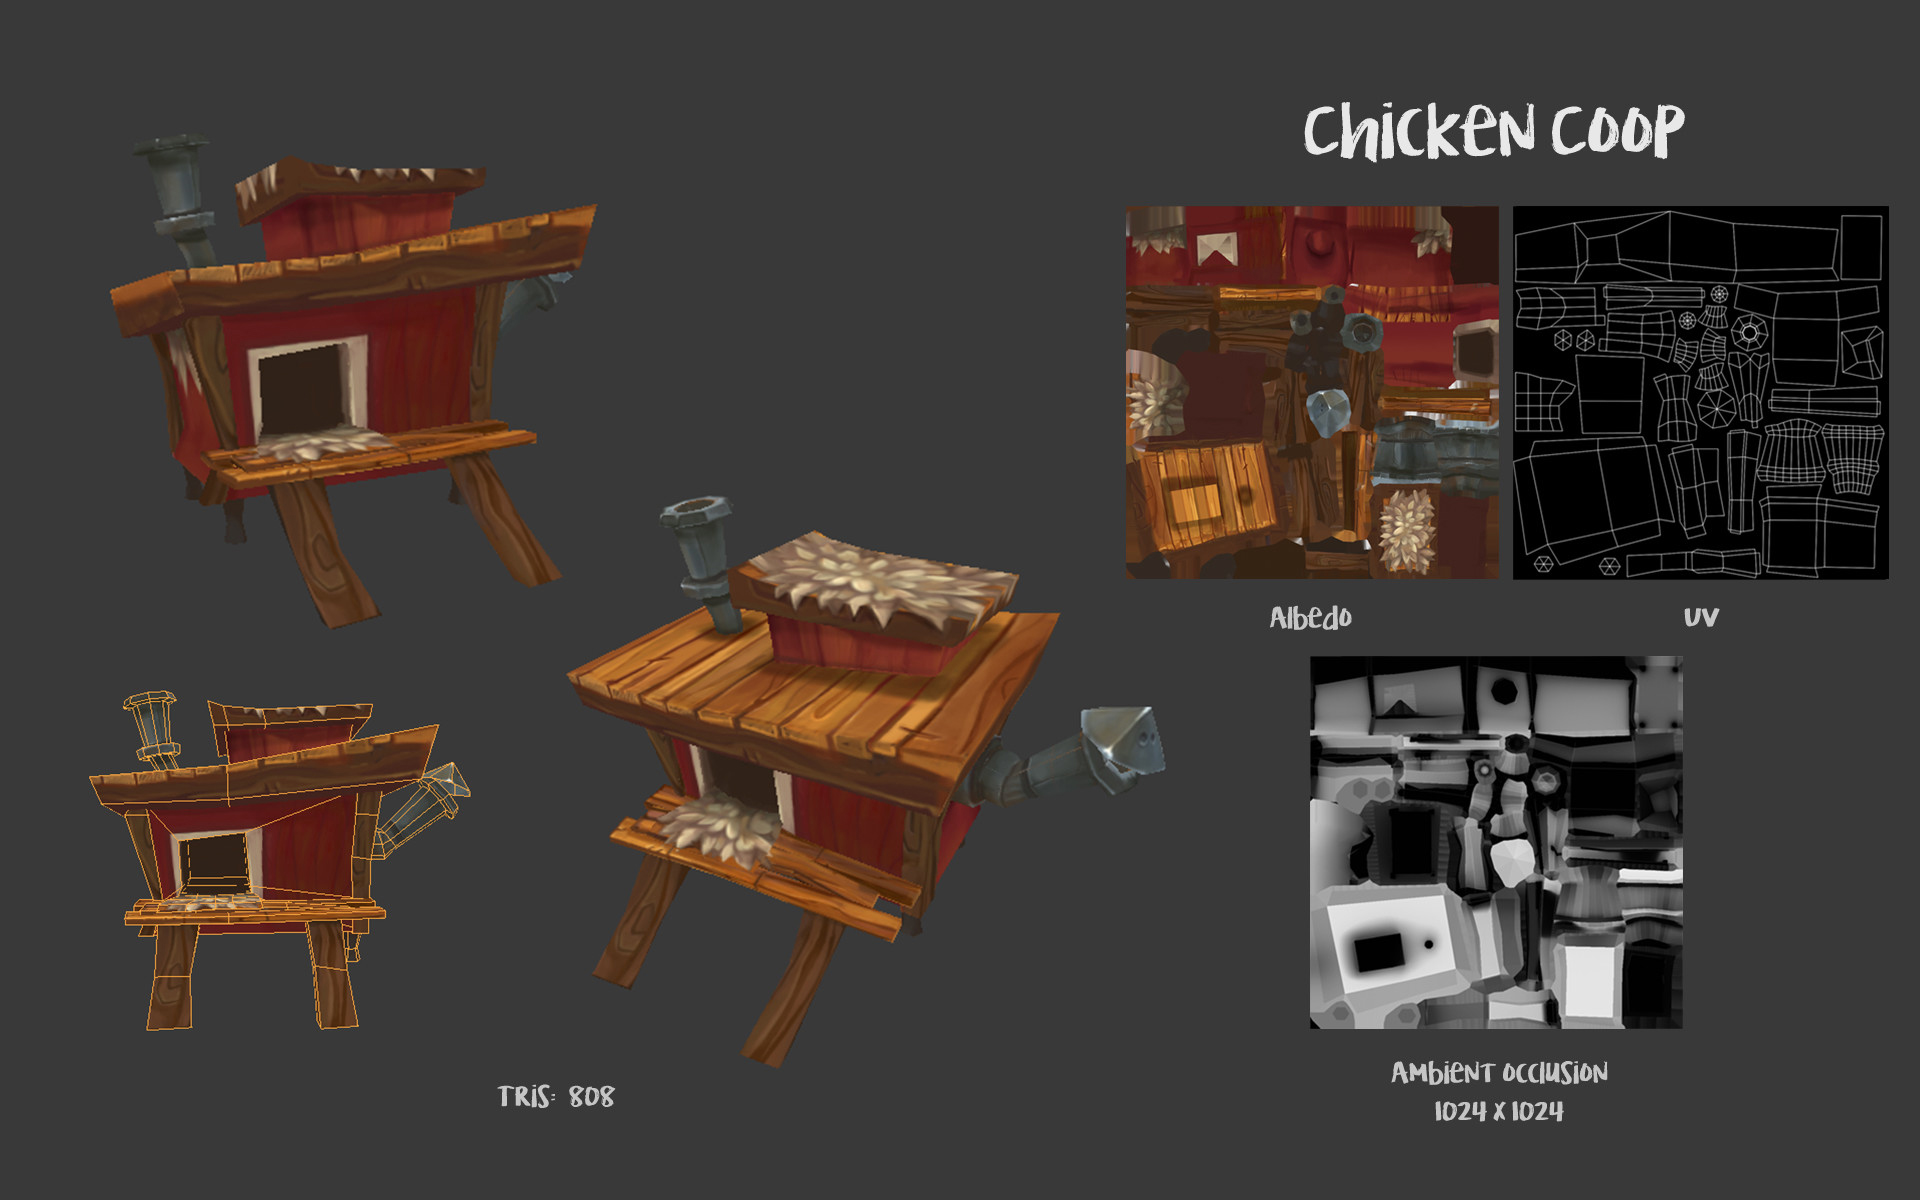 Chicken Coop
Albedo
UV
Ambient Occlusion
1024 x 1024
Tris: 808